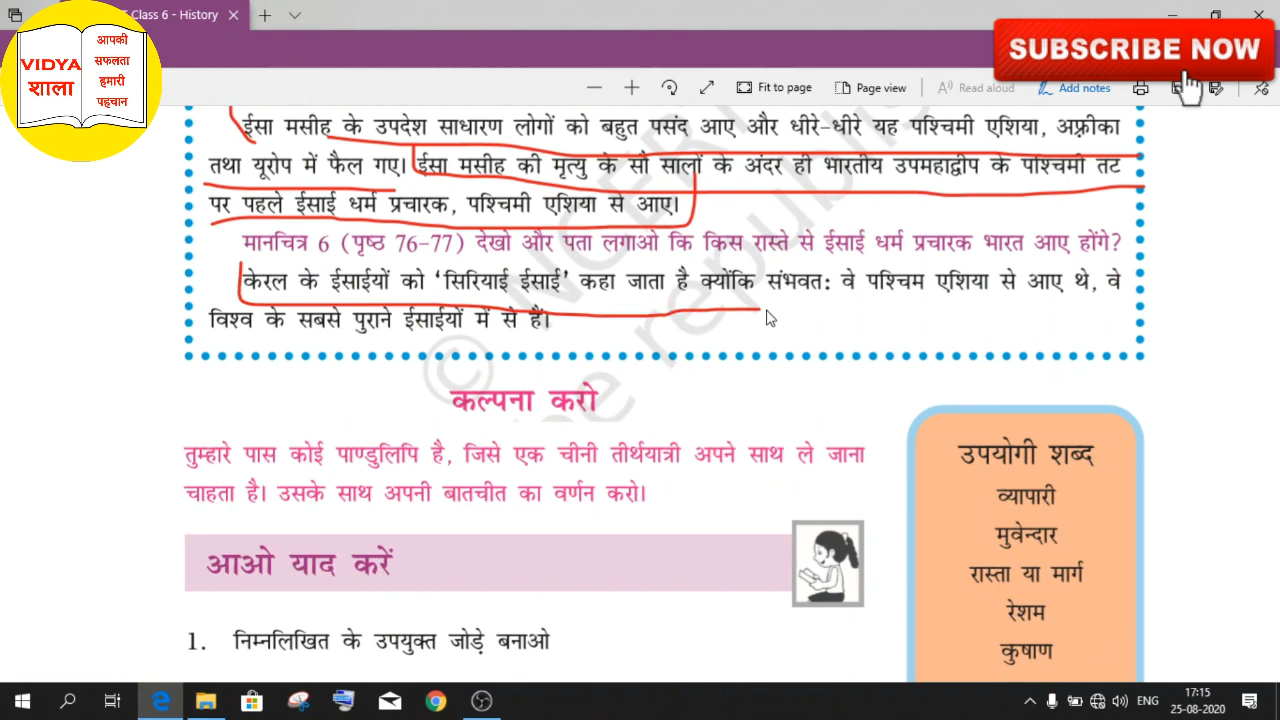 Class 6 - History
VIDYA
शाला
आपकी
सफलता
हमारी
पहचान
SUBSCRIBE NOW
Fit to page
Page view
Read aloud
Add notes
ईसा मसीह के उपदेश साधारण लोगों को बहुत पसंद आए और धीरे-धीरे यह पश्चिमी एशिया, अफ़्रीका
तथा यूरोप में फैल गए। ईसा मसीह की मृत्यु के सौ सालों के अंदर ही भारतीय उपमहाद्वीप के पश्चिमी तट
पर पहले ईसाई धर्म प्रचारक, पश्चिमी एशिया से आए।
मानचित्र 6 (पृष्ठ 76-77) देखो और पता लगाओ कि किस रास्ते से ईसाई धर्म प्रचारक भारत आए होंगे?
केरल के ईसाईयों को ‘सिरियाई ईसाई’ कहा जाता है क्योंकि संभवत: वे पश्चिम एशिया से आए थे, वे
विश्व के सबसे पुराने ईसाईयों में से हैं।
कल्पना करो
तुम्हारे पास कोई पाण्डुलिपि है, जिसे एक चीनी तीर्थयात्री अपने साथ ले जाना
चाहता है। उसके साथ अपनी बातचीत का वर्णन करो।
आओ याद करें
1. निम्नलिखित के उपयुक्त जोड़े बनाओ
उपयोगी शब्द
व्यापारी
मुवेन्दार
रास्ता या मार्ग
रेशम
कुषाण
ENG
17:15
25-08-2020